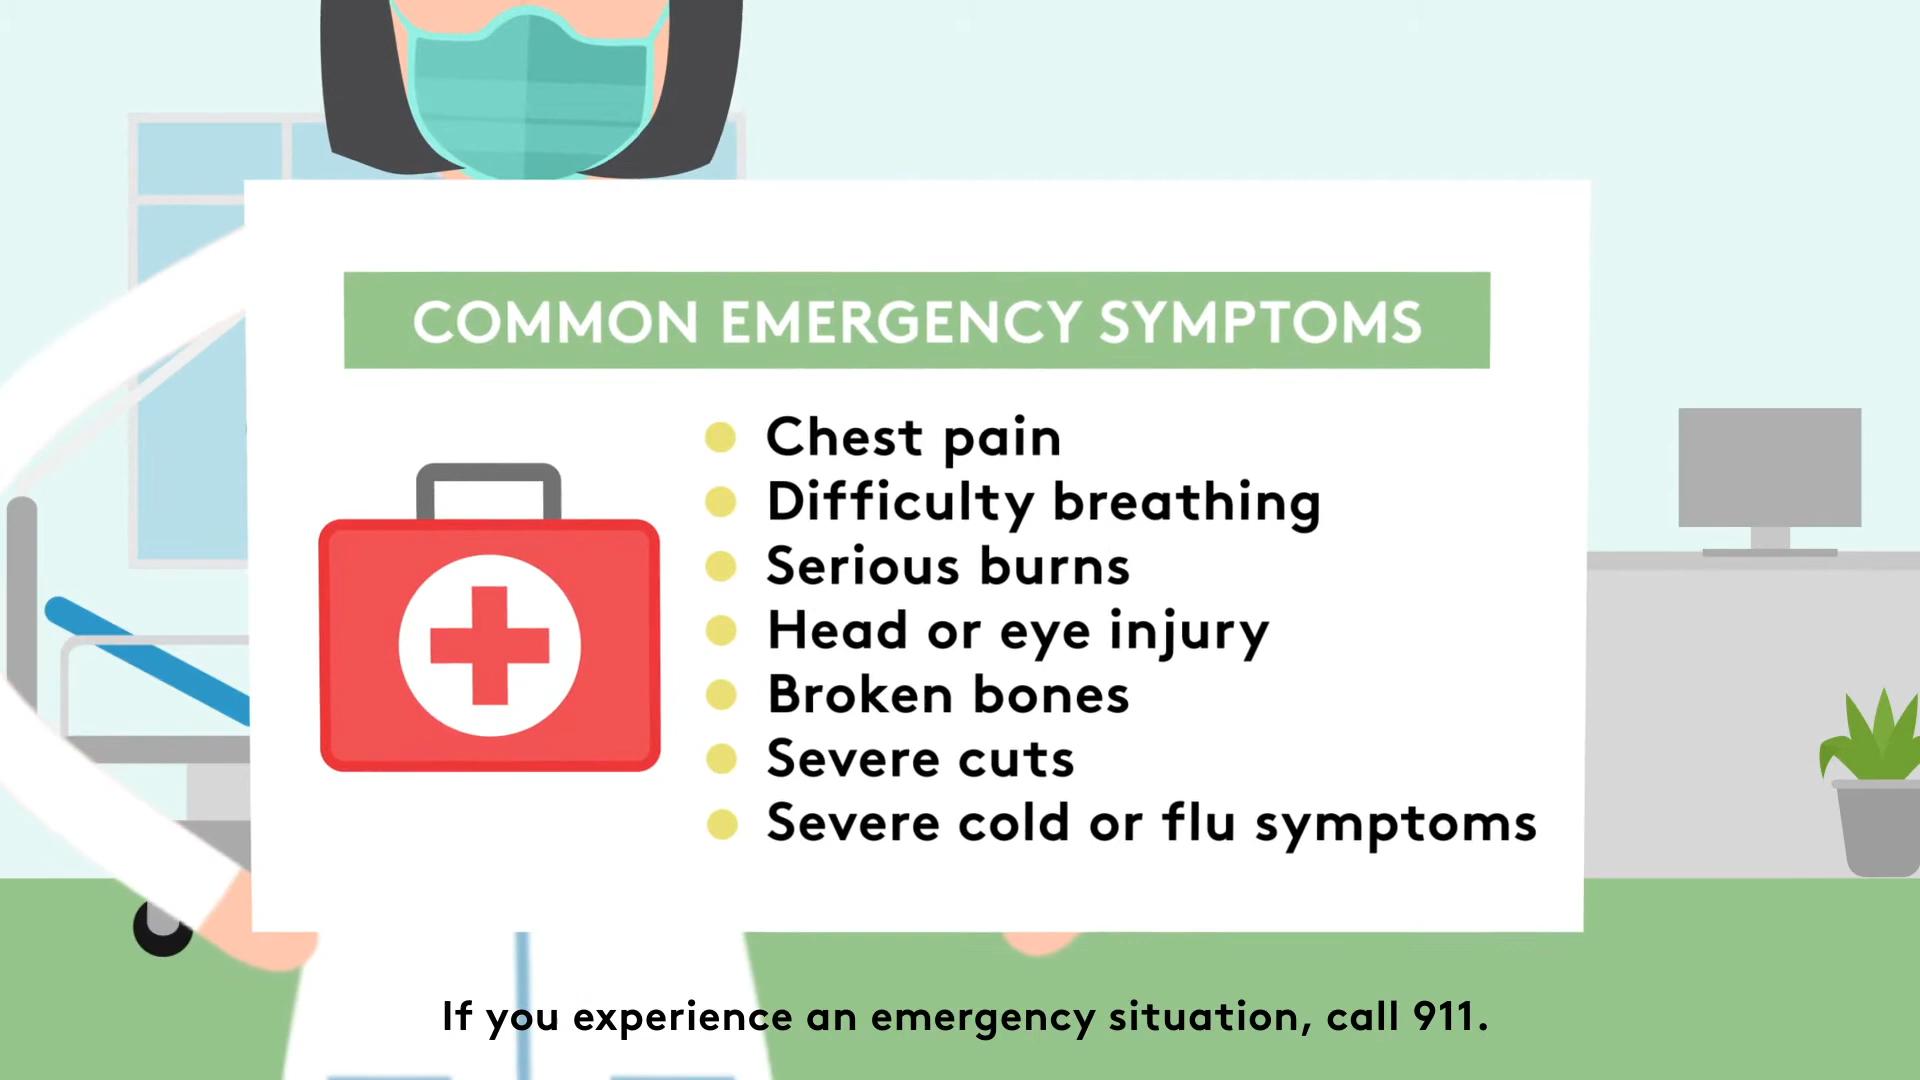 COMMON EMERGENCY SYMPTOMS
Chest pain
Difficulty breathing
Serious burns
Head or eye injury
Broken bones
Severe cuts
Severe cold or flu symptoms
If you experience an emergency situation, call 911.